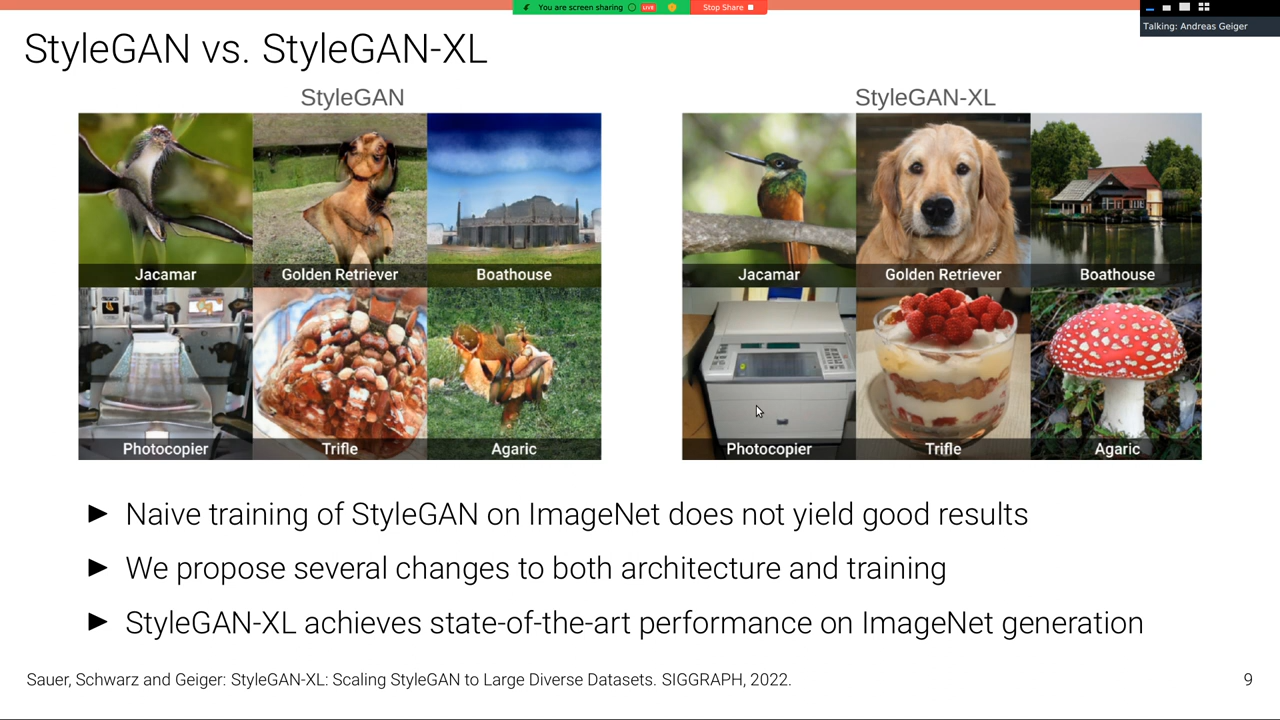 You are screen sharing LIVE Stop Share
Talking: Andreas Geiger
StyleGAN vs. StyleGAN-XL
StyleGAN
StyleGAN-XL
Jacamar Golden Retriever Boathouse
Photocopier Trifle Agaric
Jacamar Golden Retriever Boathouse
Photocopier Trifle Agaric
► Naive training of StyleGAN on ImageNet does not yield good results
► We propose several changes to both architecture and training
► StyleGAN-XL achieves state-of-the-art performance on ImageNet generation
Sauer, Schwarz and Geiger: StyleGAN-XL: Scaling StyleGAN to Large Diverse Datasets. SIGGRAPH, 2022.
9